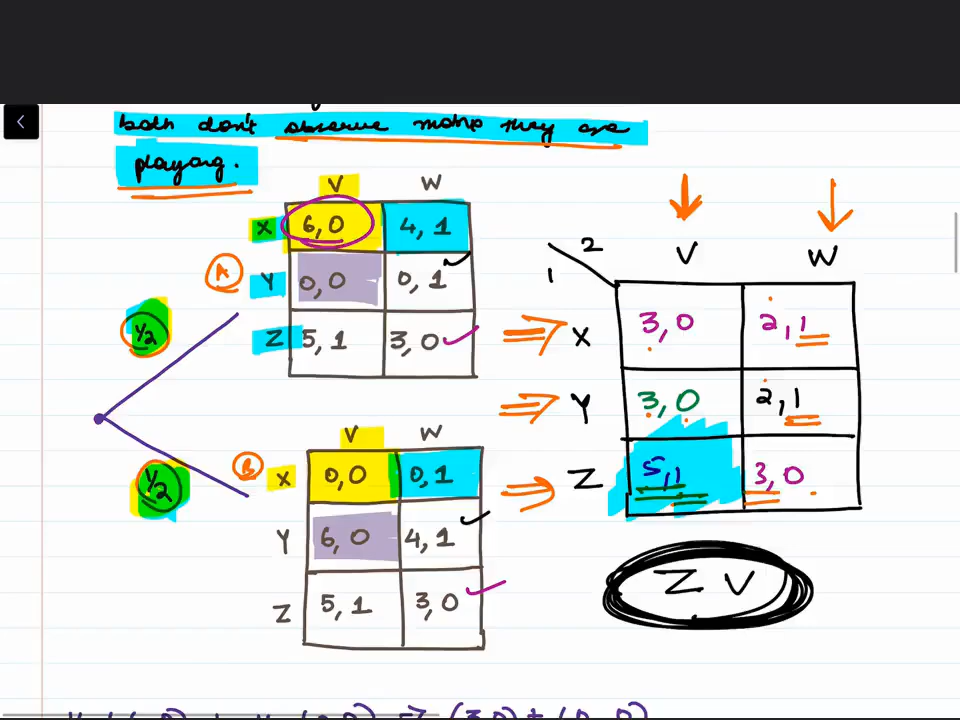 both don't observe matrix they are
playing.
V W
X 6, 0 4, 1
A Y 0, 0 0, 1
Z 5, 1 3, 0
1/2
1/2
V W
B X 0, 0 0, 1
Y 6, 0 4, 1
Z 5, 1 3, 0
2 V W
1
X 3, 0 2, 1
Y 3, 0 2, 1
Z 5, 1 3, 0
Z V